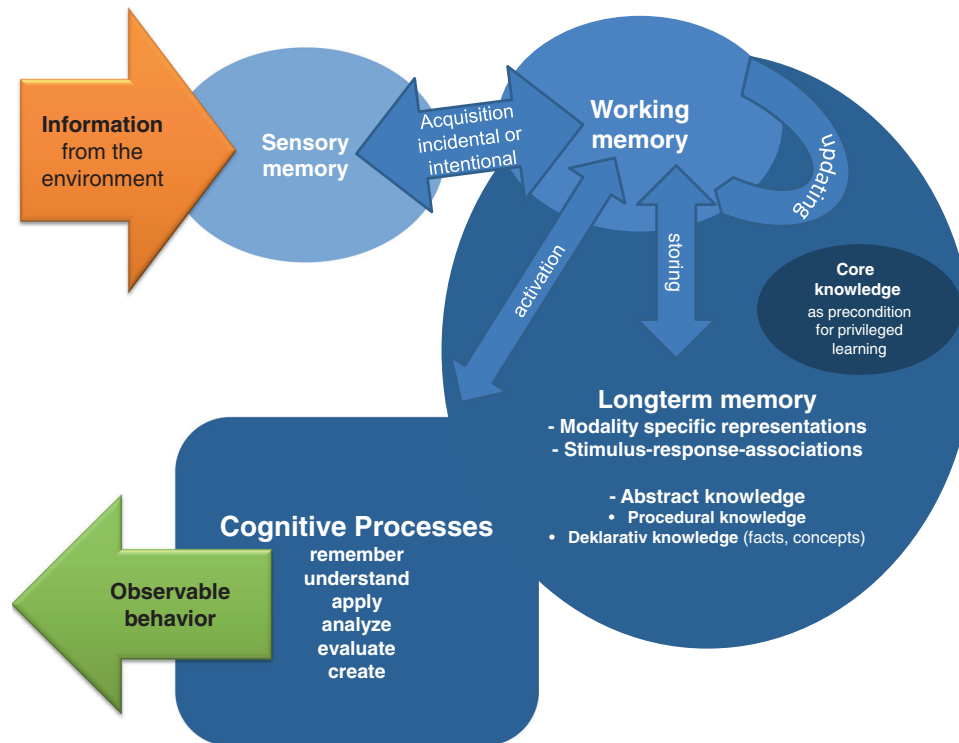 Information
from the
environment
Sensory
memory
Acquisition
incidental or
intentional
Working
memory
updating
activation
storing
Core
knowledge
as precondition
for privileged
learning
Longterm memory
- Modality specific representations
- Stimulus-response-associations
- Abstract knowledge
• Procedural knowledge
• Deklarativ knowledge (facts, concepts)
Cognitive Processes
remember
understand
apply
analyze
evaluate
create
Observable
behavior